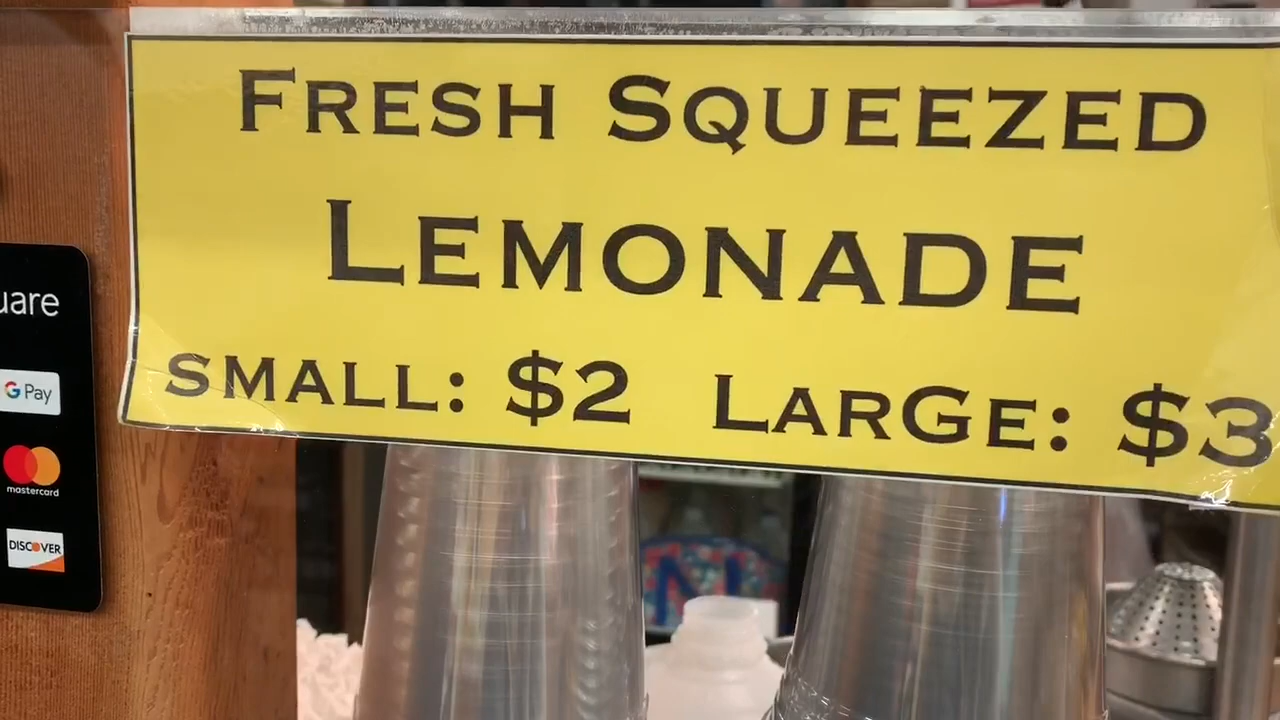 FRESH SQUEEZED
LEMONADE
SMALL: $2 LARGE: $3
uare
G Pay
mastercard
DISCOVER
N